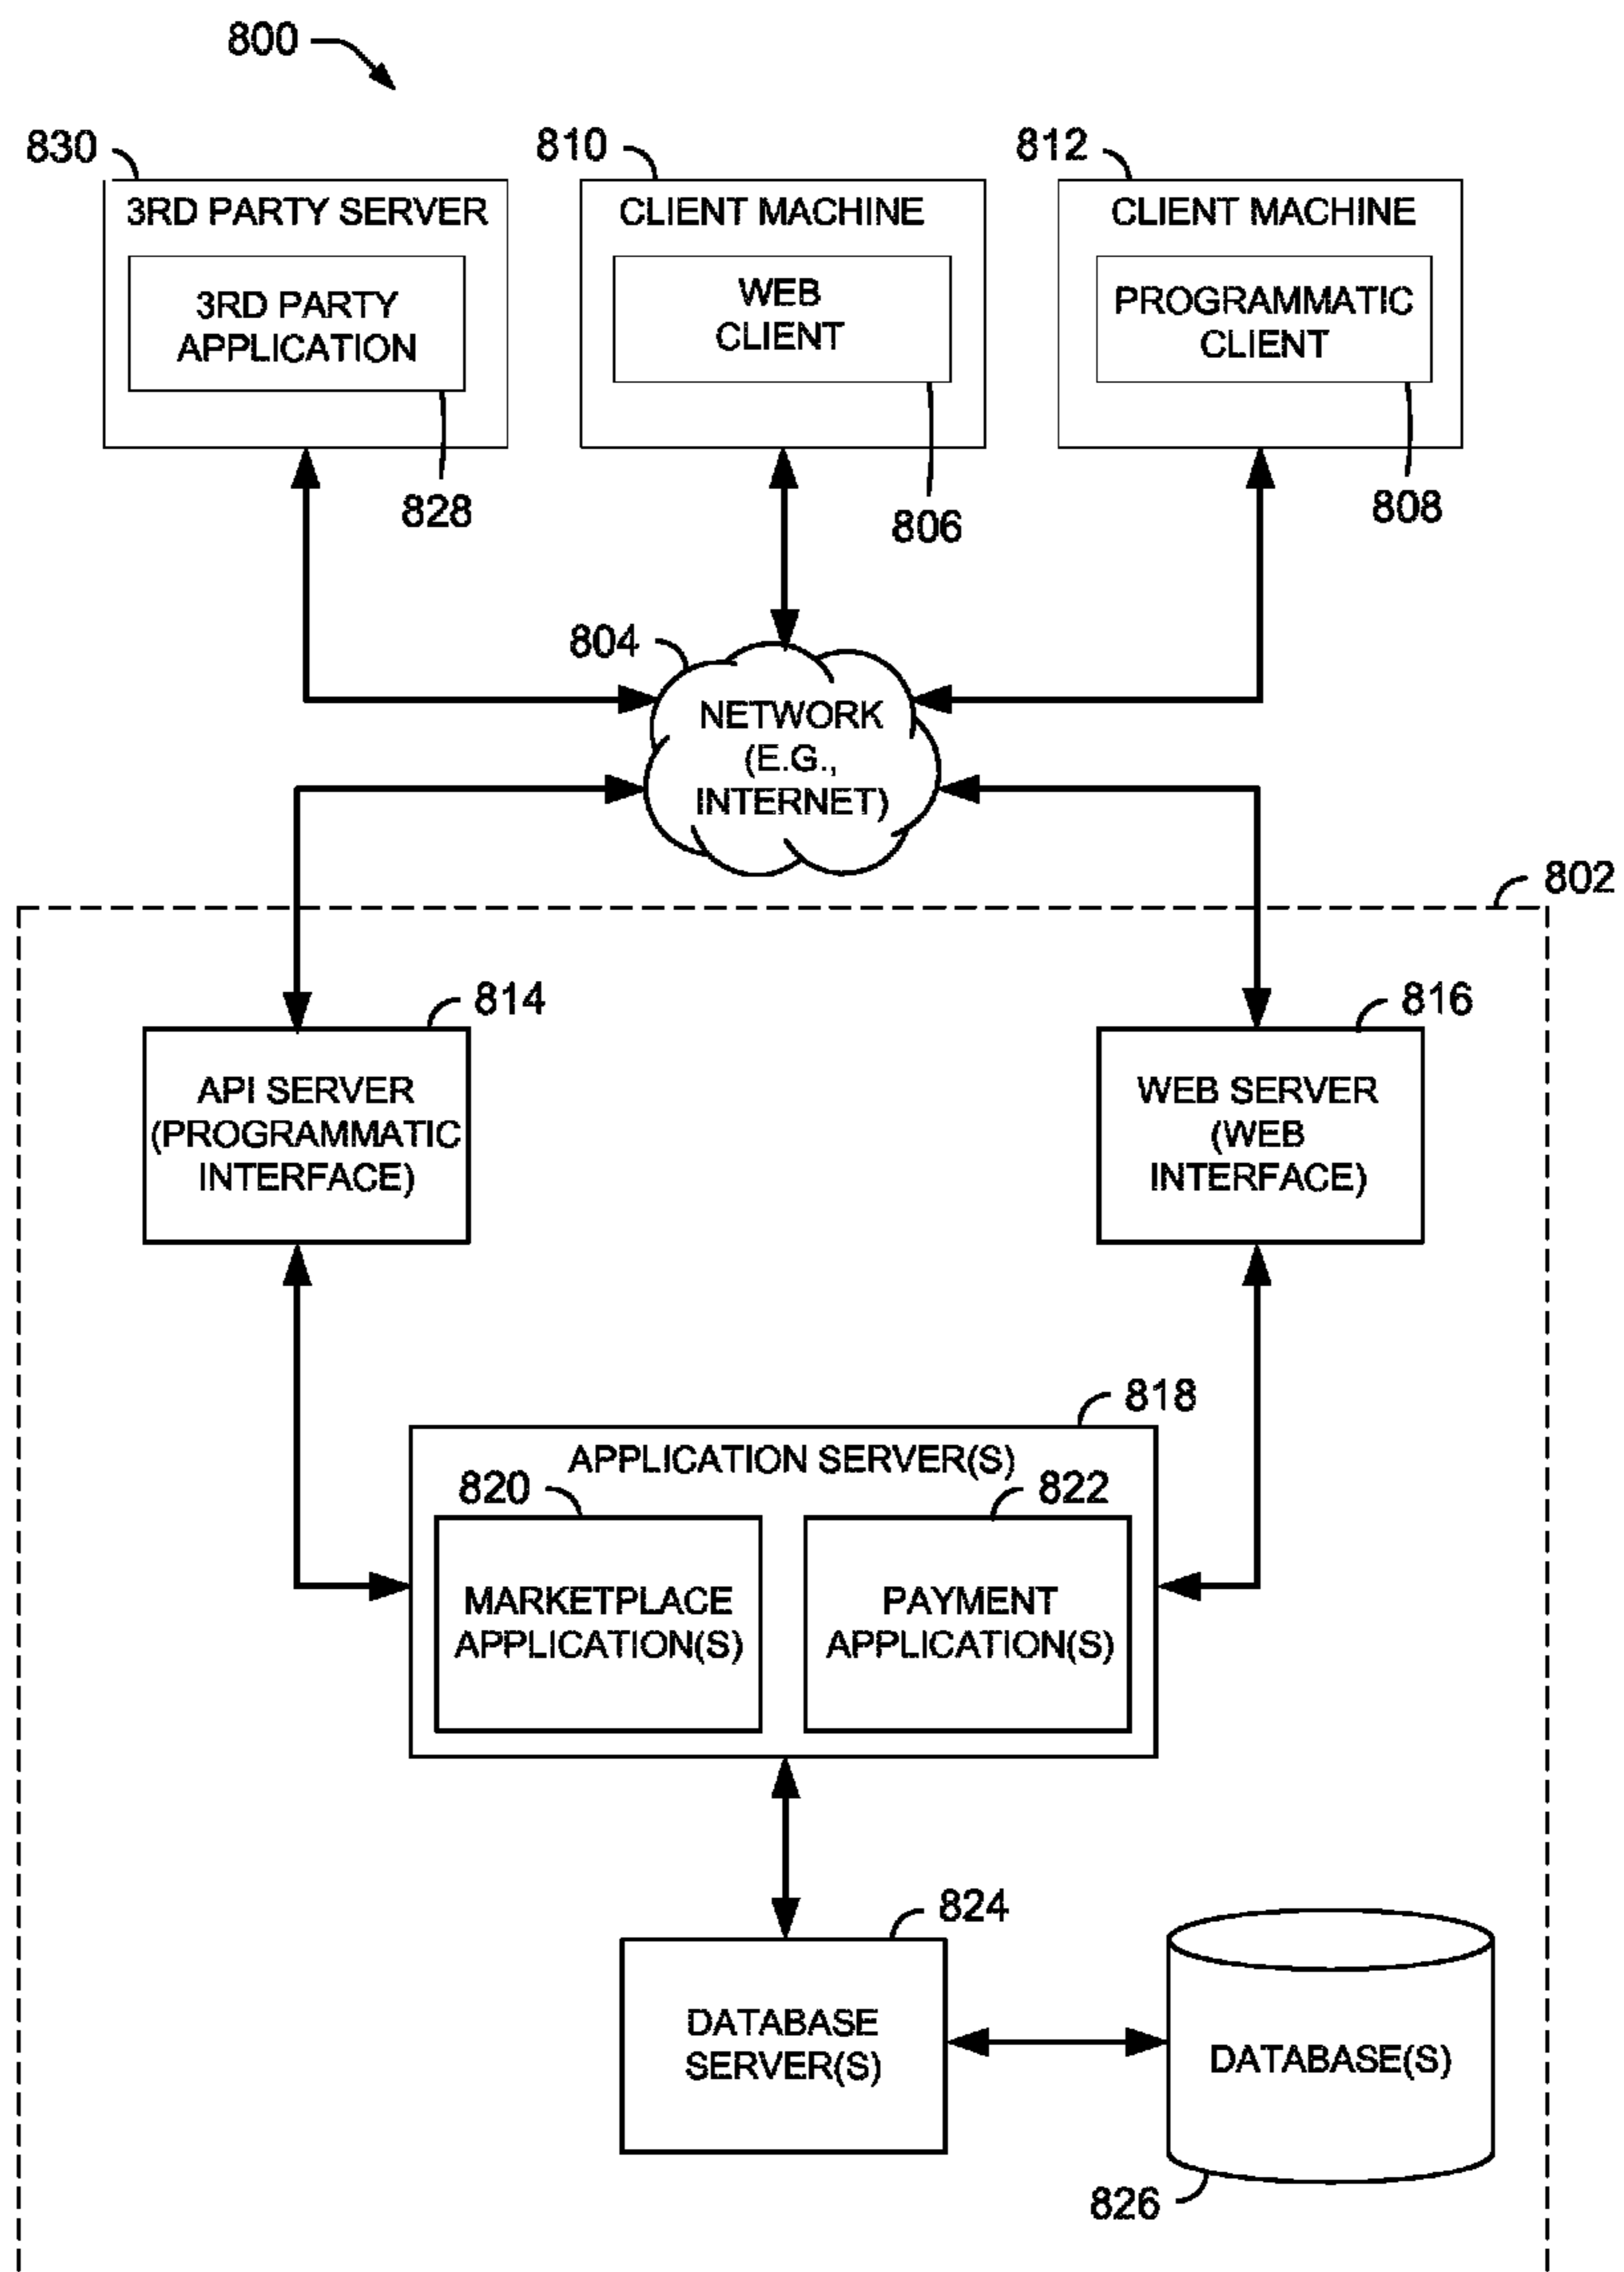 800
830
810
812
3RD PARTY SERVER
CLIENT MACHINE
CLIENT MACHINE
3RD PARTY
APPLICATION
WEB
CLIENT
PROGRAMMATIC
CLIENT
828
806
808
804
NETWORK
(E.G.,
INTERNET)
802
814
816
API SERVER
(PROGRAMMATIC
INTERFACE)
WEB SERVER
(WEB
INTERFACE)
818
APPLICATION SERVER(S)
820
822
MARKETPLACE
APPLICATION(S)
PAYMENT
APPLICATION(S)
824
DATABASE
SERVER(S)
DATABASE(S)
826